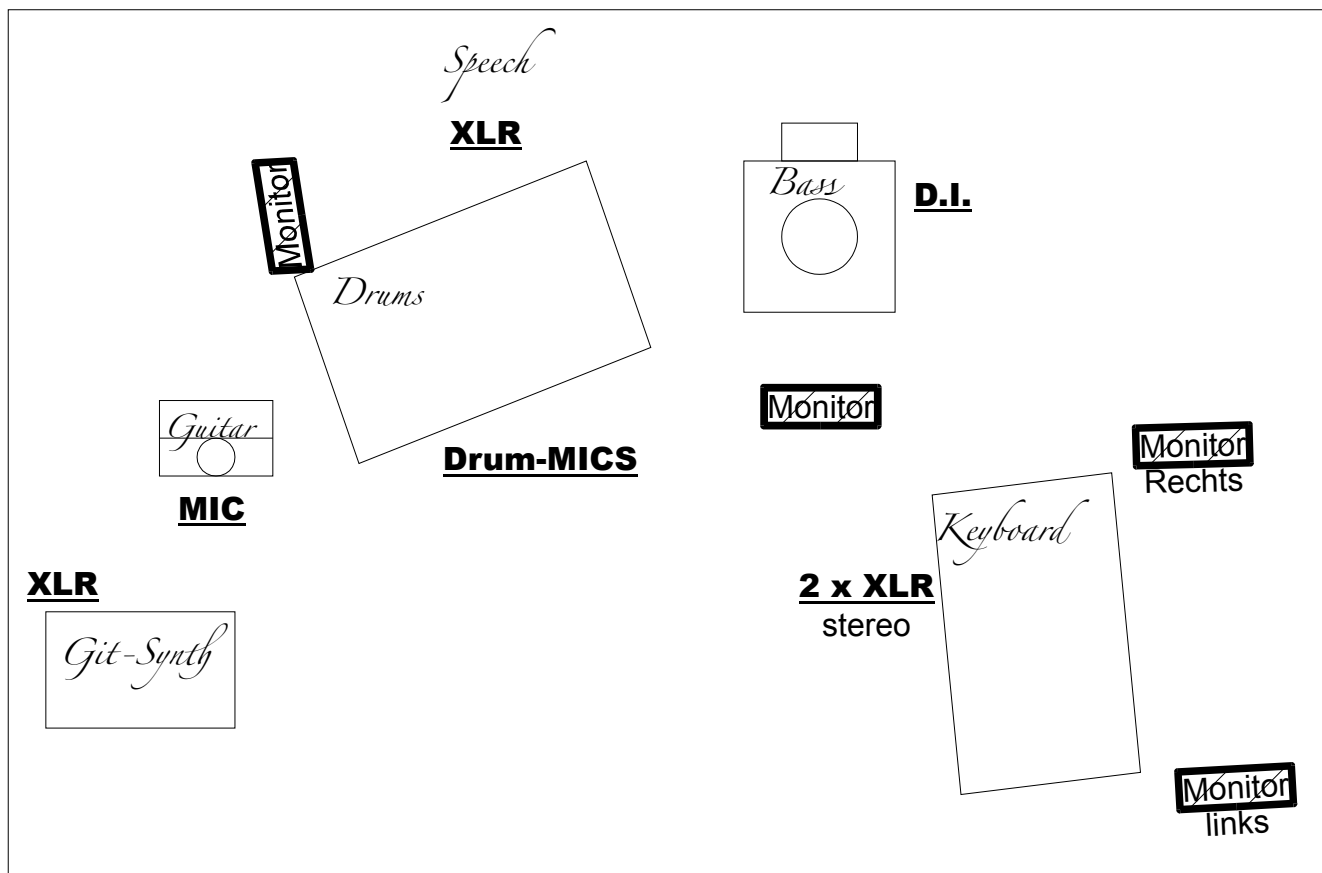 Speech
XLR
Monitor
Bass
D.I.
Drums
Guitar
MIC
Drum-MICS
Monitor
Monitor
Rechts
Keyboard
XLR
2 x XLR
stereo
Git-Synth
Monitor
links